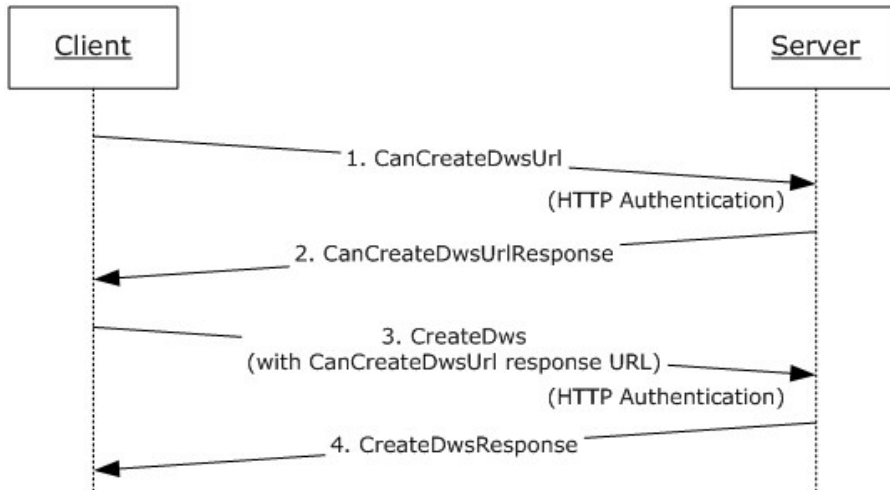 Client
Server
1. CanCreateDwsUrl
(HTTP Authentication)
2. CanCreateDwsUrlResponse
3. CreateDws
(with CanCreateDwsUrl response URL)
(HTTP Authentication)
4. CreateDwsResponse